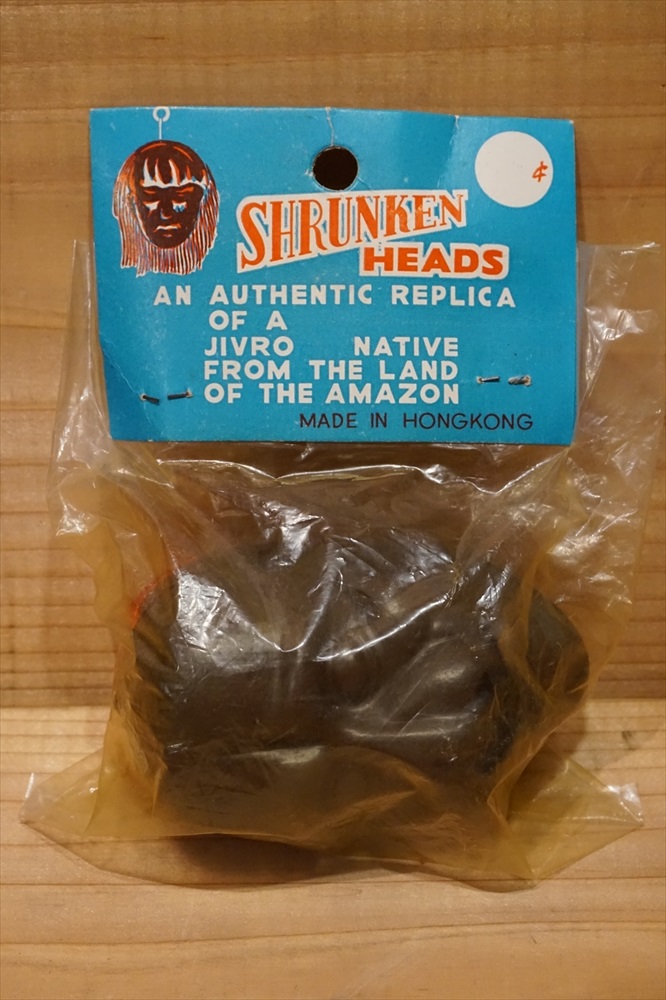 ¢
SHRUNKEN
HEADS
AN AUTHENTIC REPLICA
OF A
JIVRO NATIVE
FROM THE LAND
OF THE AMAZON
MADE IN HONGKONG